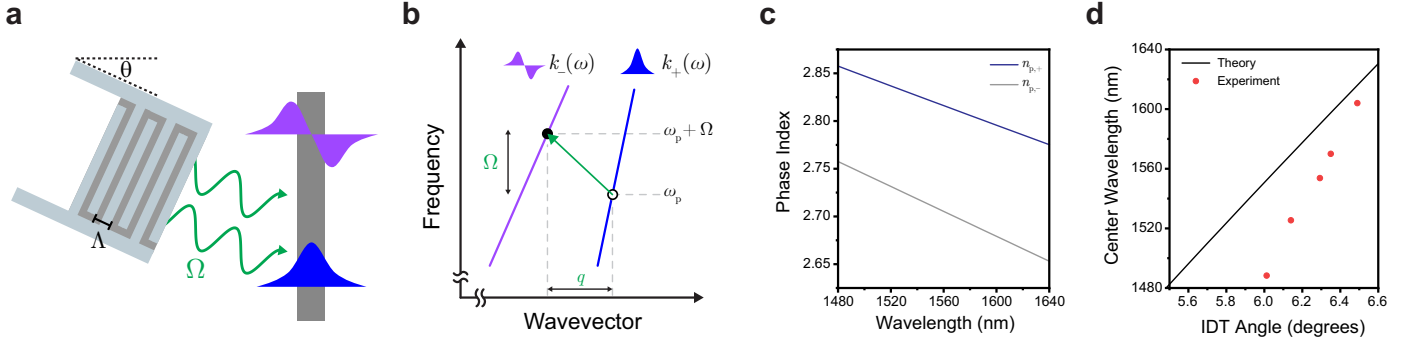 a
θ
Λ
Ω
b
Frequency
Wavevector
k₋(ω)
k₊(ω)
ωₚ + Ω
ωₚ
Ω
q
c
Phase Index
2.85
2.80
2.75
2.70
2.65
1480 1520 1560 1600 1640
Wavelength (nm)
nₚ,₊
nₚ,₋
d
Center Wavelength (nm)
1640
1600
1560
1520
1480
5.6 5.8 6.0 6.2 6.4 6.6
IDT Angle (degrees)
Theory
Experiment